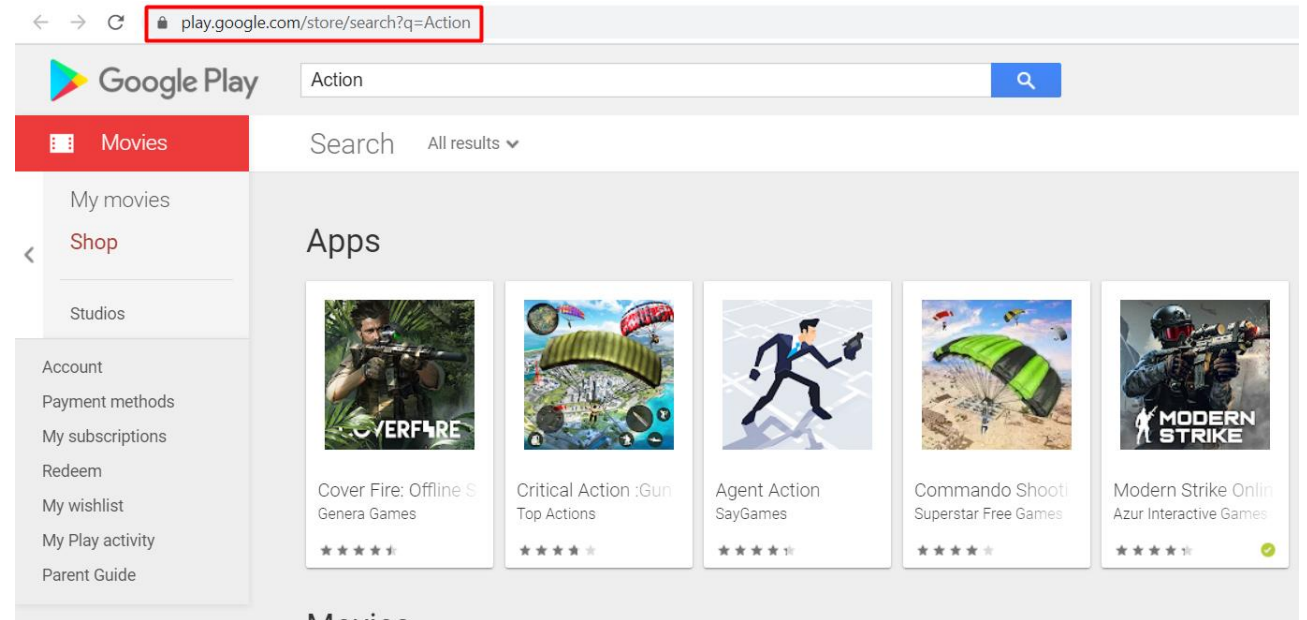 play.google.com/store/search?q=Action
Google Play
Action
Movies
Search
All results
My movies
Shop
Studios
Account
Payment methods
My subscriptions
Redeem
My wishlist
My Play activity
Parent Guide
Apps
MODERN
STRIKE
Cover Fire: Offline S
Genera Games
Critical Action :Gun
Top Actions
Agent Action
SayGames
Commando Shooti
Superstar Free Games
Modern Strike Onlin
Azur Interactive Games